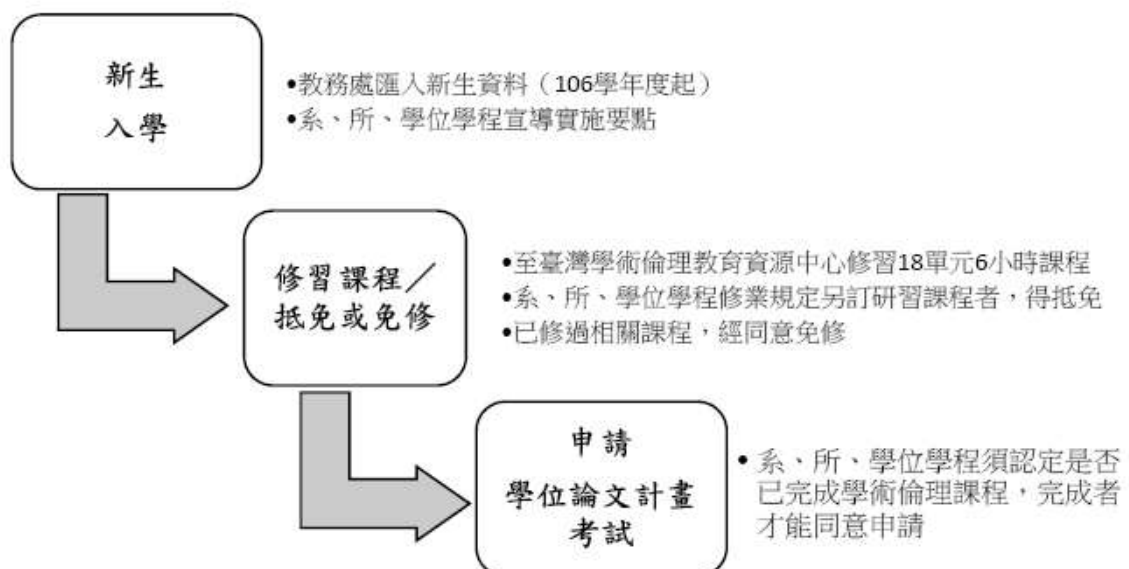 新生
入學
•教務處匯入新生資料（106學年度起）
•系、所、學位學程宣導實施要點
修習課程／
抵免或免修
•至臺灣學術倫理教育資源中心修習18單元6小時課程
•系、所、學位學程修業規定另訂研習課程者，得抵免
•已修過相關課程，經同意免修
申請
學位論文計畫
考試
• 系、所、學位學程須認定是否
已完成學術倫理課程，完成者
才能同意申請